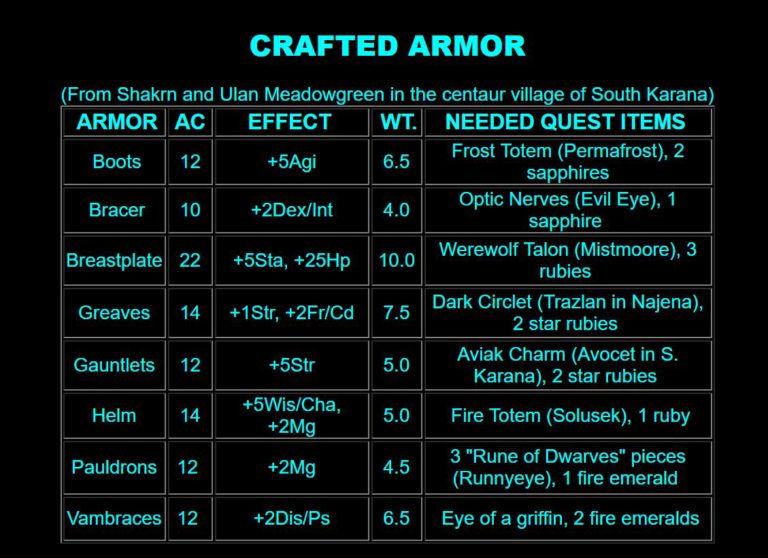 CRAFTED ARMOR
(From Shakrn and Ulan Meadowgreen in the centaur village of South Karana)
ARMOR AC EFFECT WT. NEEDED QUEST ITEMS
Boots 12 +5Agi 6.5 Frost Totem (Permafrost), 2
sapphires
Bracer 10 +2Dex/Int 4.0 Optic Nerves (Evil Eye), 1
sapphire
Breastplate 22 +5Sta, +25Hp 10.0 Werewolf Talon (Mistmoore), 3
rubies
Greaves 14 +1Str, +2Fr/Cd 7.5 Dark Circlet (Trazlan in Najena),
2 star rubies
Gauntlets 12 +5Str 5.0 Aviak Charm (Avocet in S.
Karana), 2 star rubies
Helm 14 +5Wis/Cha,
+2Mg 5.0 Fire Totem (Solusek), 1 ruby
Pauldrons 12 +2Mg 4.5 3 "Rune of Dwarves" pieces
(Runnyeye), 1 fire emerald
Vambraces 12 +2Dis/Ps 6.5 Eye of a griffin, 2 fire emeralds